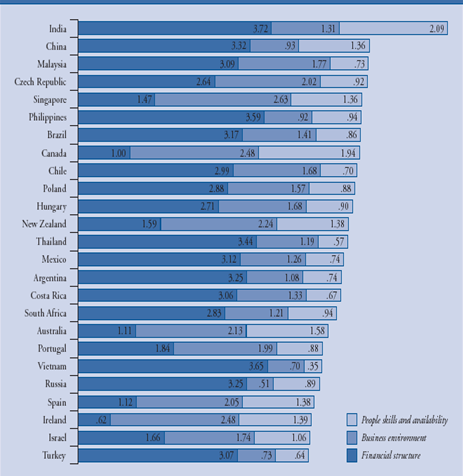 India 3.72 1.31 2.09
China 3.32 .93 1.36
Malaysia 3.09 1.77 .73
Czech Republic 2.64 2.02 .92
Singapore 1.47 2.63 1.36
Philippines 3.59 .92 .94
Brazil 3.17 1.41 .86
Canada 1.00 2.48 1.94
Chile 2.99 1.68 .70
Poland 2.88 1.57 .88
Hungary 2.71 1.68 .90
New Zealand 1.59 2.24 1.38
Thailand 3.44 1.19 .57
Mexico 3.12 1.26 .74
Argentina 3.25 1.08 .74
Costa Rica 3.06 1.33 .67
South Africa 2.83 1.21 .94
Australia 1.11 2.13 1.58
Portugal 1.84 1.99 .88
Vietnam 3.65 .70 .35
Russia 3.25 .51 .89
Spain 1.12 2.05 1.38
Ireland .62 2.48 1.39
Israel 1.66 1.74 1.06
Turkey 3.07 .73 .64
People skills and availability
Business environment
Financial structure